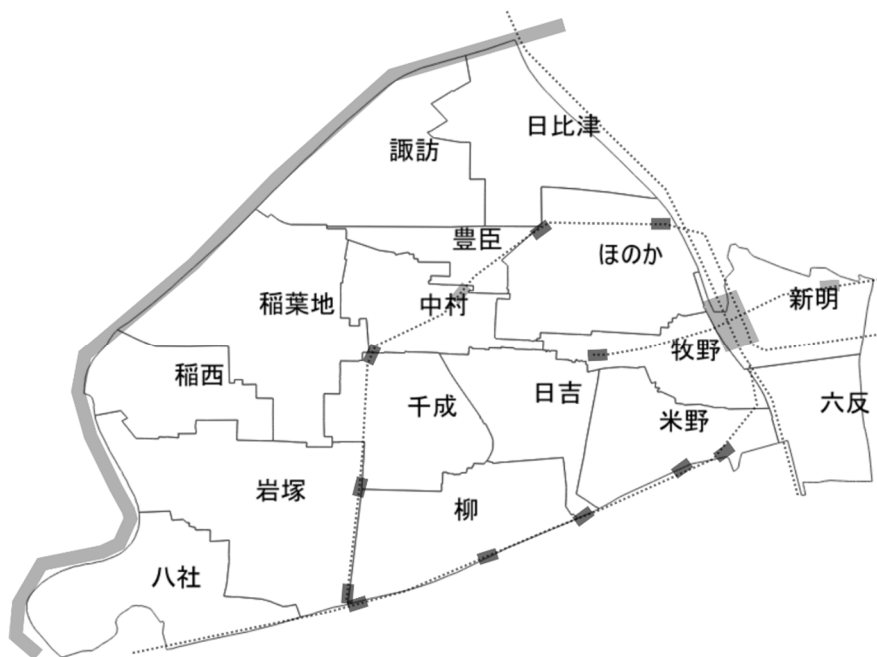 日比津
諏訪
豊臣
ほのか
稲葉地
中村
新明
稲西
牧野
千成
日吉
六反
米野
岩塚
柳
八社